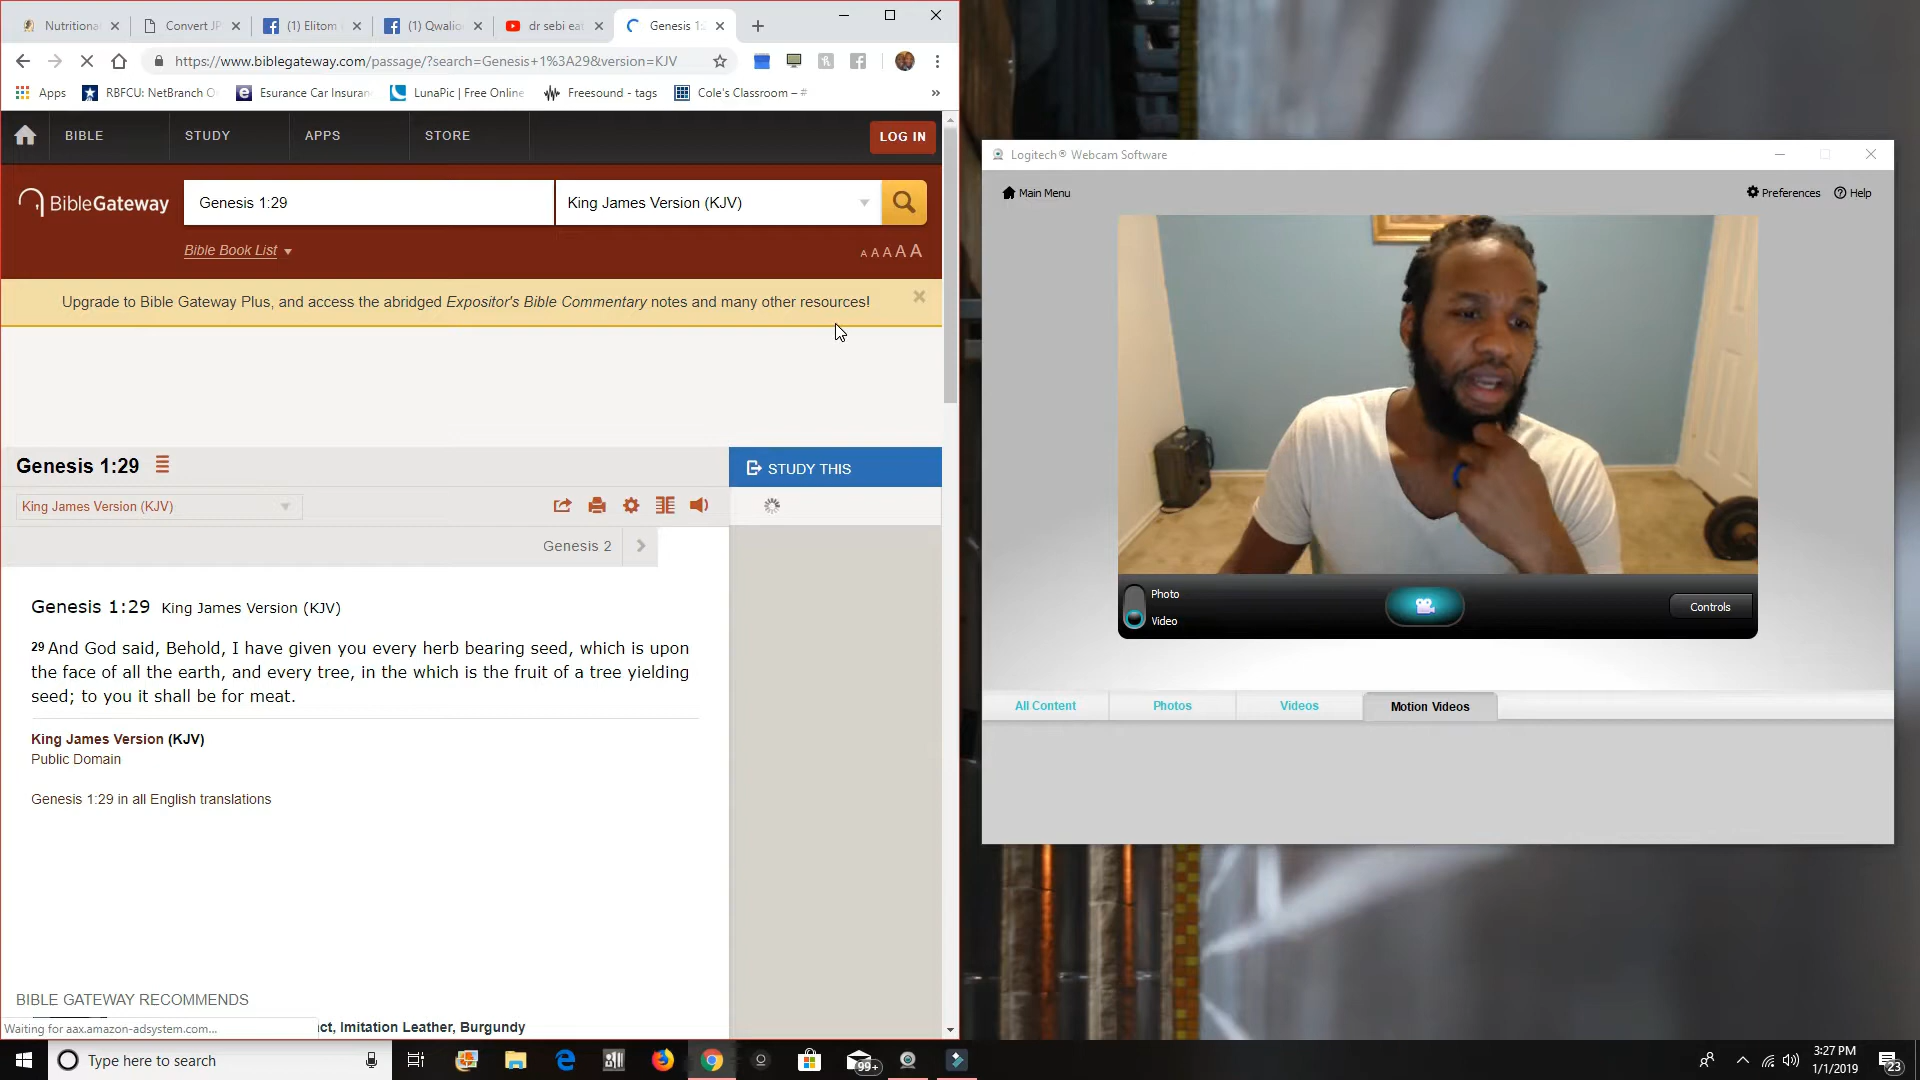 Nutritiona
Convert JP
(1) Elitom
(1) Qwalio
dr sebi eat
Genesis 1:2
https://www.biblegateway.com/passage/?search=Genesis+1%3A29&version=KJV
Apps
RBFCU: NetBranch O
Esurance Car Insuran
LunaPic | Free Online
Freesound - tags
Cole's Classroom – #
»
BIBLE
STUDY
APPS
STORE
LOG IN
BibleGateway
Genesis 1:29
King James Version (KJV)
Bible Book List
A A A A A
Upgrade to Bible Gateway Plus, and access the abridged Expositor's Bible Commentary notes and many other resources!
Genesis 1:29
STUDY THIS
King James Version (KJV)
Genesis 2
Genesis 1:29 King James Version (KJV)
29 And God said, Behold, I have given you every herb bearing seed, which is upon
the face of all the earth, and every tree, in the which is the fruit of a tree yielding
seed; to you it shall be for meat.
King James Version (KJV)
Public Domain
Genesis 1:29 in all English translations
BIBLE GATEWAY RECOMMENDS
Waiting for aax.amazon-adsystem.com...
ct, Imitation Leather, Burgundy
Logitech® Webcam Software
Main Menu
Preferences
Help
Photo
Video
Controls
All Content
Photos
Videos
Motion Videos
Type here to search
99+
3:27 PM
1/1/2019
23